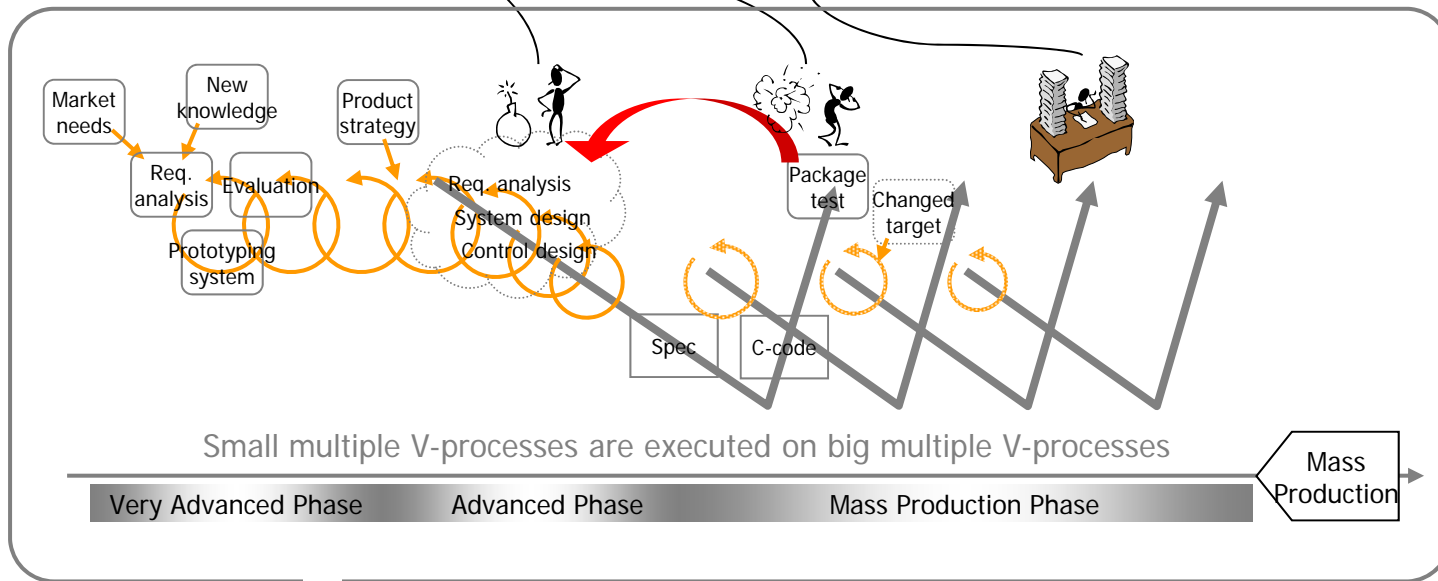 Market
needs
New
knowledge
Product
strategy
Req.
analysis
Evaluation
Prototyping
system
Req. analysis
System design
Control design
Package
test
Changed
target
Spec
C-code
Small multiple V-processes are executed on big multiple V-processes
Mass
Production
Very Advanced Phase
Advanced Phase
Mass Production Phase